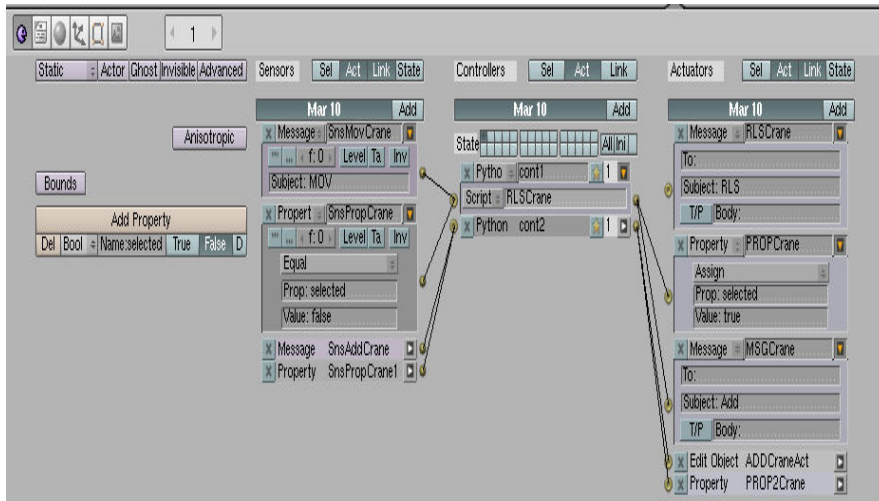 1
Static Actor Ghost Invisible Advanced
Sensors Sel Act Link State
Controllers Sel Act Link
Actuators Sel Act Link State
Mar 10 Add
Mar 10 Add
Mar 10 Add
Anisotropic
Bounds
Add Property
Del Bool Name:selected True False D
X Message SnsMovCrane
f:0 Level Ta Inv
Subject: MOV
X Propert SnsPropCrane
f:0 Level Ta Inv
Equal
Prop: selected
Value: false
X Message SnsAddCrane
X Property SnsPropCrane1
State All Ini
X Pytho cont1 1
Script RLSCrane
X Python cont2 1
X Message RLSCrane
To:
Subject: RLS
T/P Body:
X Property PROPCrane
Assign
Prop: selected
Value: true
X Message MSGCrane
To:
Subject: Add
T/P Body:
X Edit Object ADDCraneAct
X Property PROP2Crane